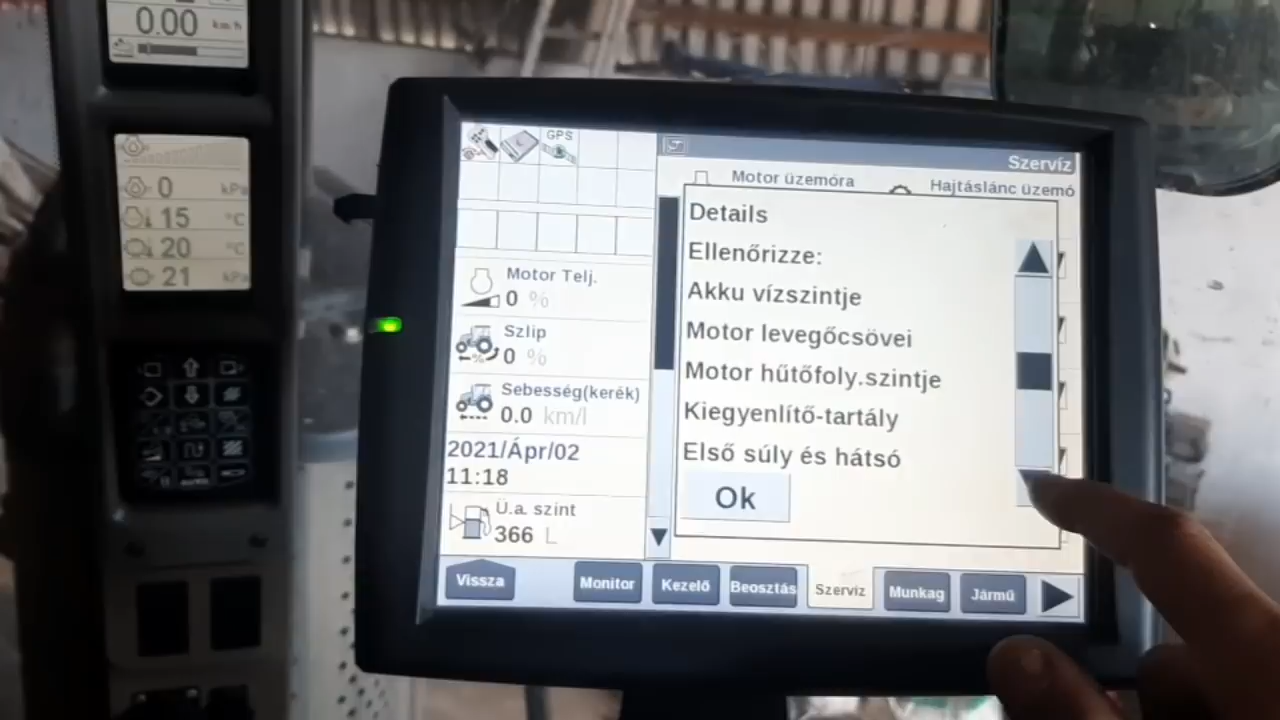 0.00 km/h
0 kPa
15 °C
20 °C
21 kPa
GPS
Motor Telj.
0 %
Szlip
0 %
Sebesség(kerék)
0.0 km/l
2021/Ápr/02
11:18
Ü.a. szint
366 L
Szervíz
Motor üzemóra
Hajtáslánc üzemó
Details
Ellenőrizze:
Akku vízszintje
Motor levegőcsövei
Motor hűtőfoly.szintje
Kiegyenlítő-tartály
Első súly és hátsó
Ok
Vissza
Monitor
Kezelő
Beosztás
Szervíz
Munkag
Jármű